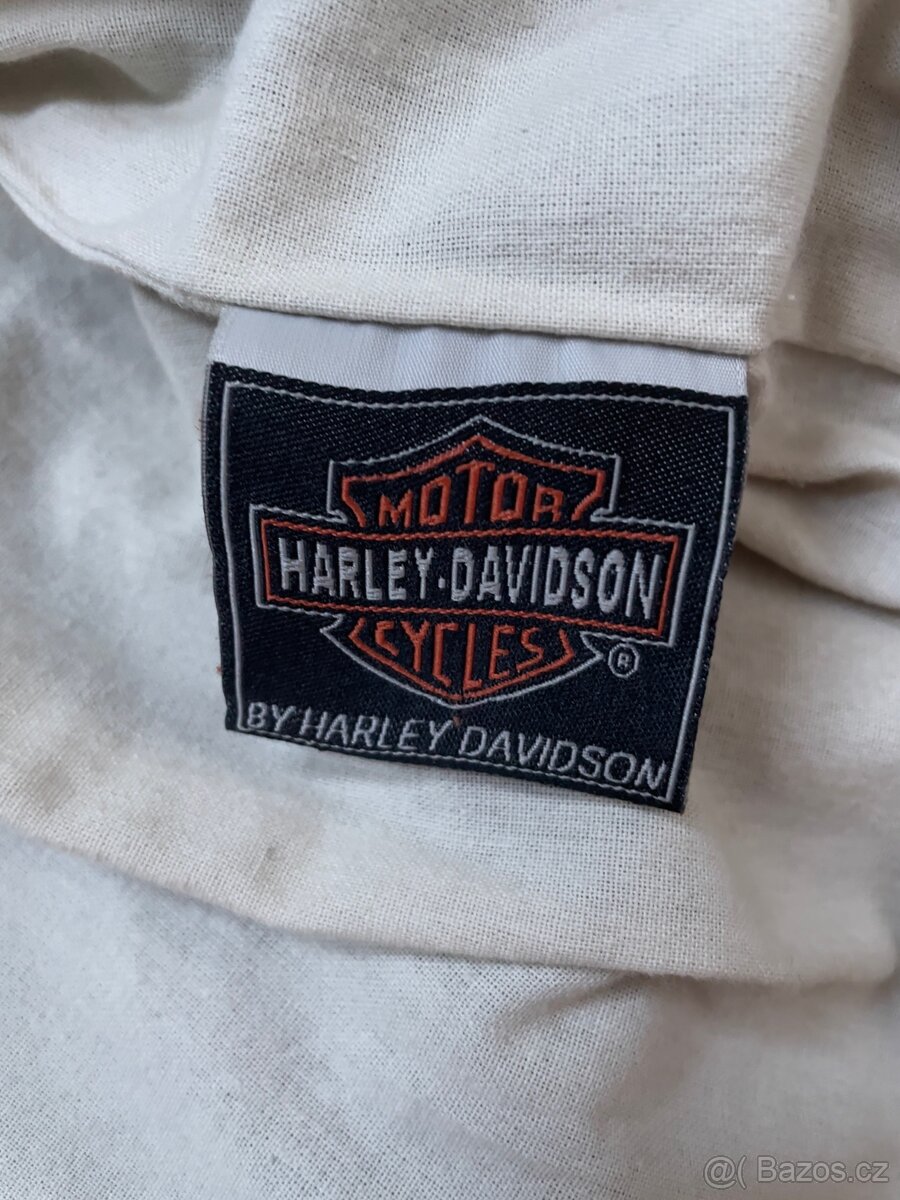 MOTOR
HARLEY-DAVIDSON
CYCLES
®
BY HARLEY DAVIDSON
@( Bazos.cz